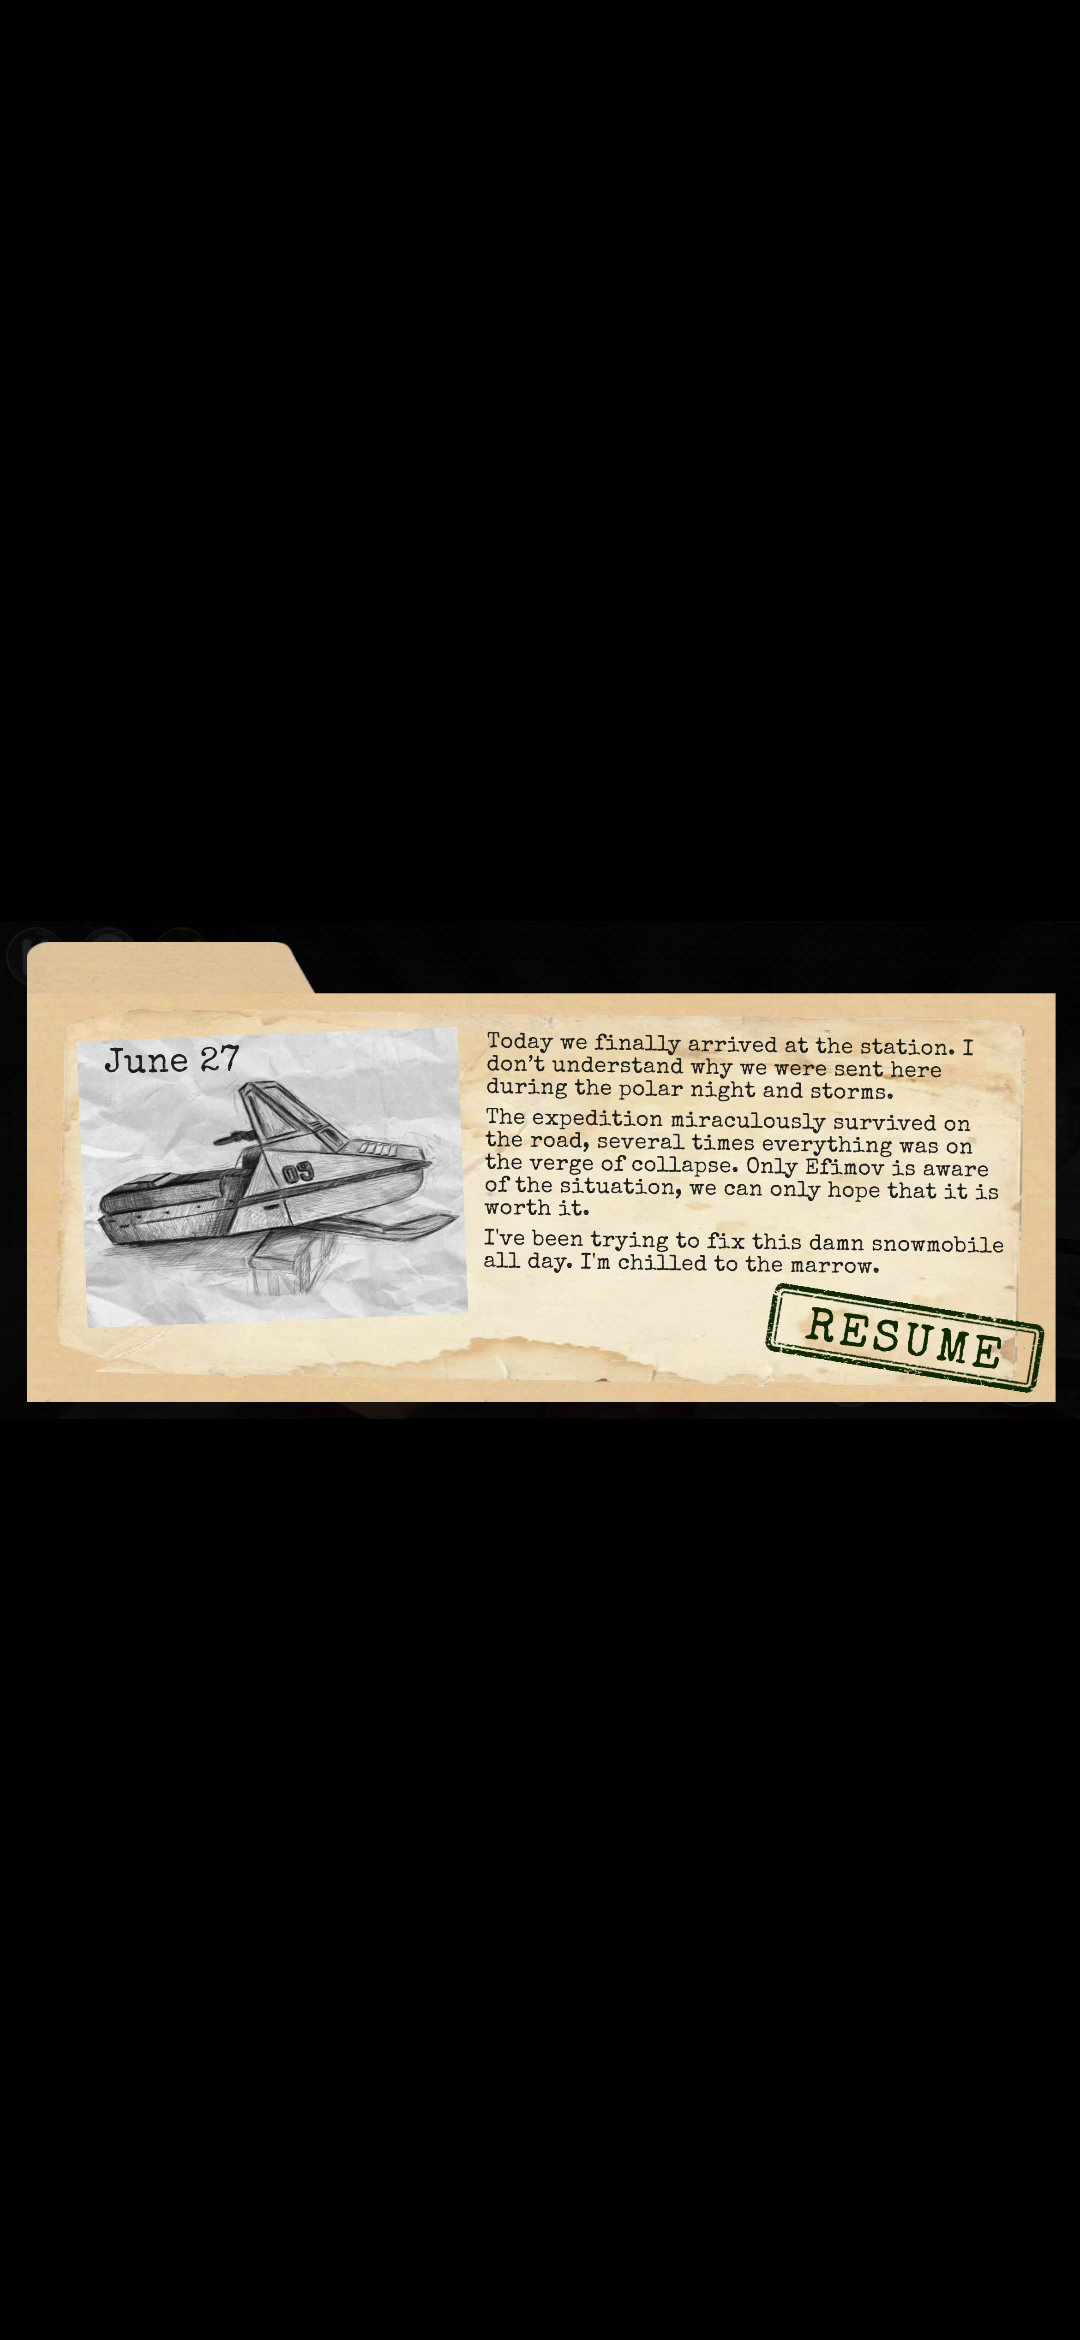 June 27
09
Today we finally arrived at the station. I
don't understand why we were sent here
during the polar night and storms.
The expedition miraculously survived on
the road, several times everything was on
the verge of collapse. Only Efimov is aware
of the situation, we can only hope that it is
worth it.
I've been trying to fix this damn snowmobile
all day. I'm chilled to the marrow.
RESUME